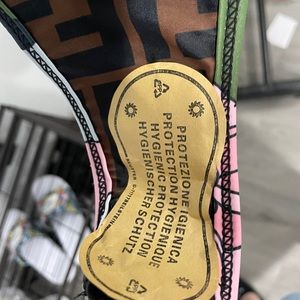 PROTEZIONE IGIENICA
PROTECTION HYGIENIQUE
HYGIENIC PROTECTION
HYGIENISCHER SCHUTZ